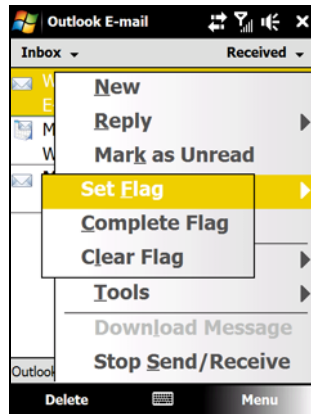 Outlook E-mail
Inbox
Received
W
New
E
Reply
M
W
Mark as Unread
Set Flag
Complete Flag
Clear Flag
Tools
Download Message
Stop Send/Receive
Outlook
Delete
Menu